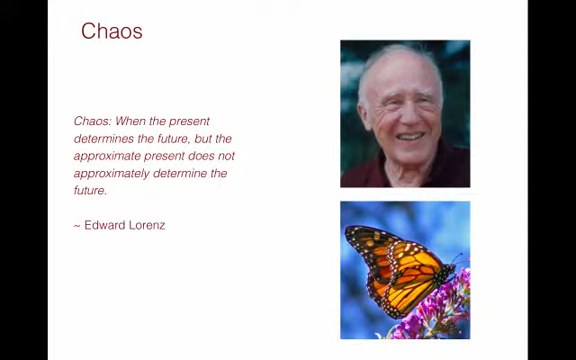 Chaos
Chaos: When the present
determines the future, but the
approximate present does not
approximately determine the
future.
~ Edward Lorenz